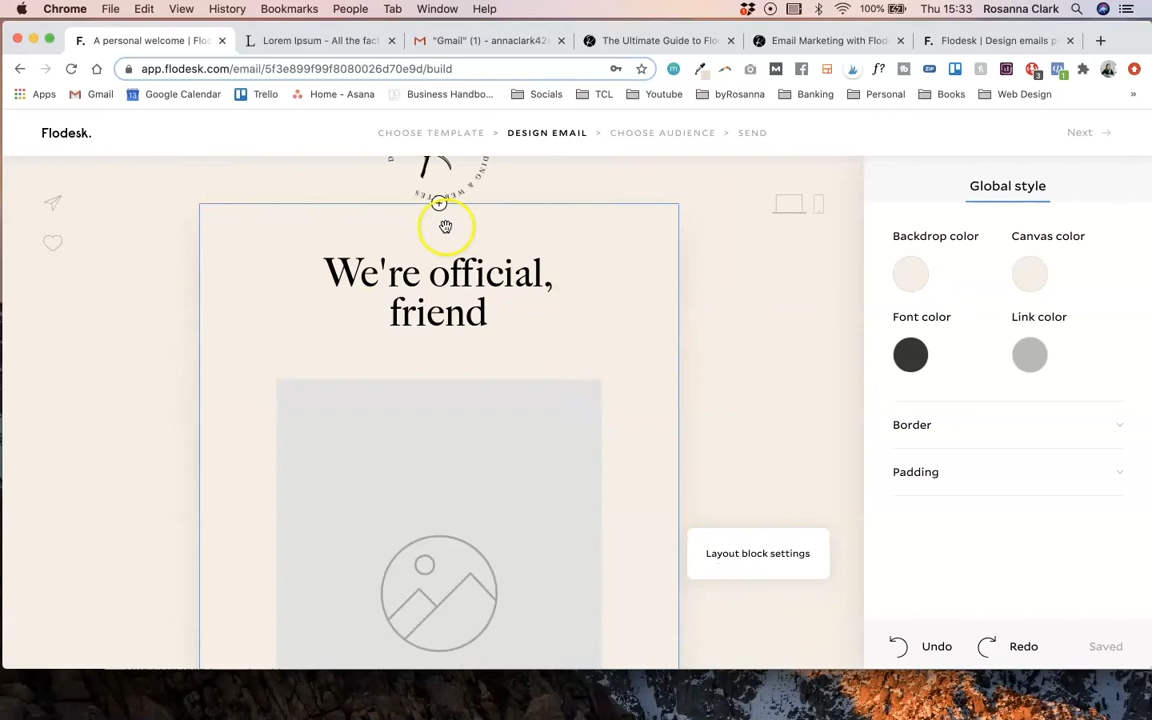 Chrome File Edit View History Bookmarks People Tab Window Help 100% Thu 15:33 Rosanna Clark
F. A personal welcome | Floc
Lorem Ipsum - All the fact
"Gmail" (1) - annaclark42
The Ultimate Guide to Flo
Email Marketing with Flod
Flodesk | Design emails p
app.flodesk.com/email/5f3e899f99f8080026d70e9d/build
Apps Gmail Google Calendar Trello Home - Asana Business Handbo... Socials TCL Youtube byRosanna Banking Personal Books Web Design »
Flodesk. CHOOSE TEMPLATE > DESIGN EMAIL > CHOOSE AUDIENCE > SEND Next
Global style
We're official,
friend
Backdrop color Canvas color
Font color Link color
Border
Padding
Layout block settings
Undo Redo Saved